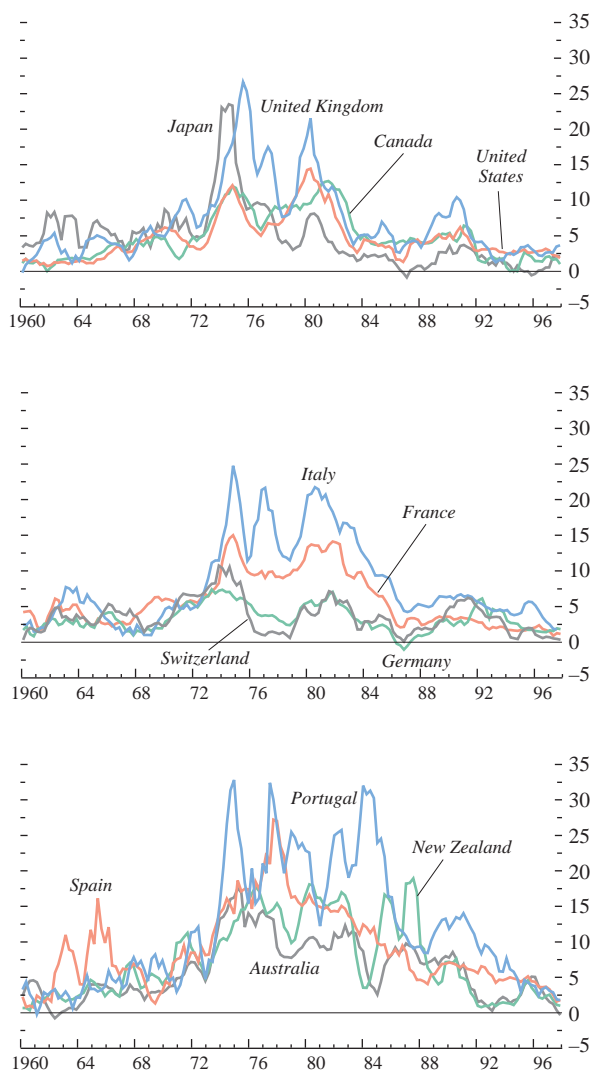 35
30
25
20
15
10
5
0
–5
Japan
United Kingdom
Canada
United
States
1960 64 68 72 76 80 84 88 92 96
35
30
25
20
15
10
5
0
–5
Italy
France
Switzerland
Germany
1960 64 68 72 76 80 84 88 92 96
35
30
25
20
15
10
5
0
–5
Portugal
New Zealand
Spain
Australia
1960 64 68 72 76 80 84 88 92 96